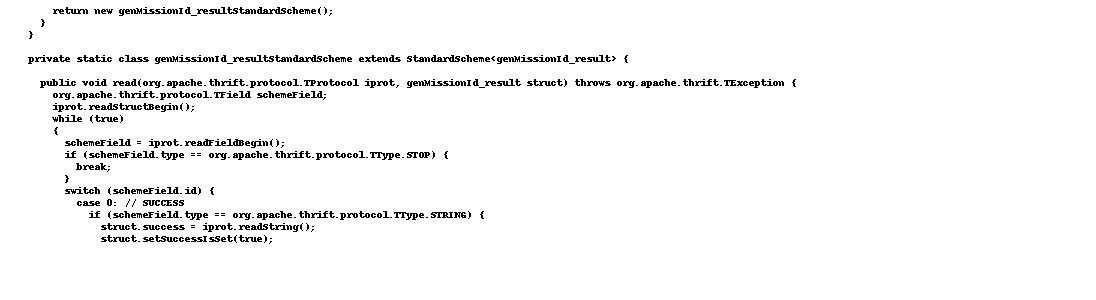 return new genMissionId_resultStandardScheme();
}
}
private static class genMissionId_resultStandardScheme extends StandardScheme<genMissionId_result> {
public void read(org.apache.thrift.protocol.TProtocol iprot, genMissionId_result struct) throws org.apache.thrift.TException {
org.apache.thrift.protocol.TField schemeField;
iprot.readStructBegin();
while (true)
{
schemeField = iprot.readFieldBegin();
if (schemeField.type == org.apache.thrift.protocol.TType.STOP) {
break;
}
switch (schemeField.id) {
case 0: // SUCCESS
if (schemeField.type == org.apache.thrift.protocol.TType.STRING) {
struct.success = iprot.readString();
struct.setSuccessIsSet(true);